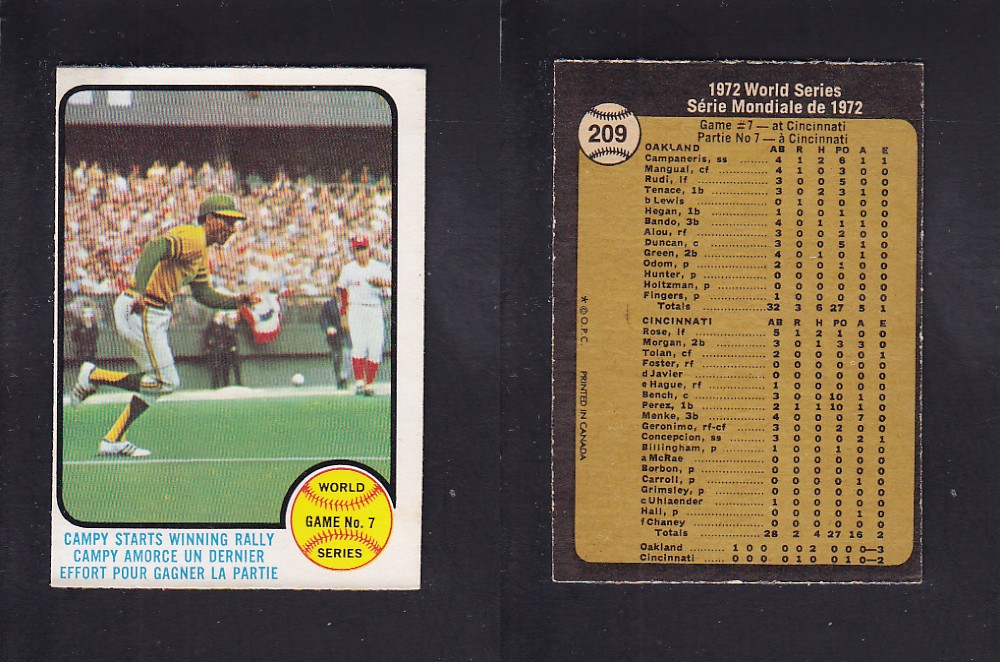 CAMPY STARTS WINNING RALLY
CAMPY AMORCE UN DERNIER
EFFORT POUR GAGNER LA PARTIE
WORLD
GAME No. 7
SERIES
1972 World Series
Série Mondiale de 1972
209
Game #7 — at Cincinnati
Partie No 7 — à Cincinnati
OAKLAND AB R H PO A E
Campaneris, ss 4 1 2 6 1 1
Mangual, cf 4 1 0 3 0 0
Rudi, lf 3 0 0 5 0 0
Tenace, 1b 3 0 2 3 1 0
b Lewis 0 1 0 0 0 0
Hegan, 1b 1 0 0 1 0 0
Bando, 3b 4 0 1 1 1 0
Alou, rf 3 0 0 2 0 0
Duncan, c 3 0 0 5 1 0
Green, 2b 4 0 1 0 1 0
Odom, p 2 0 0 1 0 0
Hunter, p 0 0 0 0 0 0
Holtzman, p 0 0 0 0 0 0
Fingers, p 1 0 0 0 0 0
Totals 32 3 6 27 5 1
CINCINNATI AB R H PO A E
Rose, lf 5 1 2 1 0 0
Morgan, 2b 3 0 1 3 3 0
Tolan, cf 2 0 0 0 0 1
Foster, rf 0 0 0 0 0 0
d Javier 0 0 0 0 0 0
e Hague, rf 1 0 0 0 0 0
Bench, c 3 0 0 10 1 0
Perez, 1b 2 1 1 10 1 0
Menke, 3b 4 0 0 0 7 0
Geronimo, rf-cf 3 0 0 2 0 0
Concepcion, ss 3 0 0 0 2 1
Billingham, p 1 0 0 1 0 0
a McRae 0 0 0 0 0 0
Borbon, p 0 0 0 0 0 0
Carroll, p 0 0 0 0 1 0
Grimsley, p 0 0 0 0 0 0
c Uhlaender 1 0 0 0 0 0
Hall, p 0 0 0 0 1 0
f Chaney 0 0 0 0 0 0
Totals 28 2 4 27 16 2
Oakland 1 0 0 0 0 2 0 0 0—3
Cincinnati 0 0 0 0 1 0 0 1 0—2
* © O.P.C. PRINTED IN CANADA